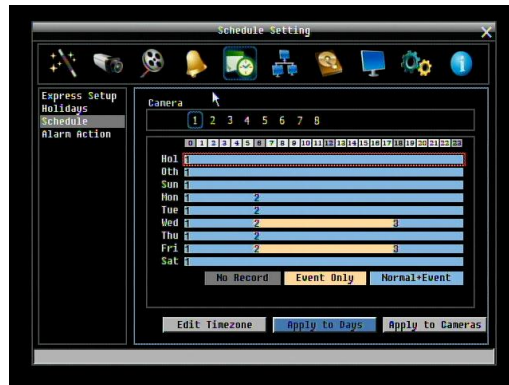 Schedule Setting X
Express Setup
Holidays
Schedule
Alarm Action
Camera
1 2 3 4 5 6 7 8
0 1 2 3 4 5 6 7 8 9 10 11 12 13 14 15 16 17 18 19 20 21 22 23
Hol 1
Oth 1
Sun 1
Mon 1 2
Tue 1 2
Wed 1 2 3
Thu 1 2
Fri 1 2 3
Sat 1
No Record Event Only Normal+Event
Edit Timezone Apply to Days Apply to Cameras